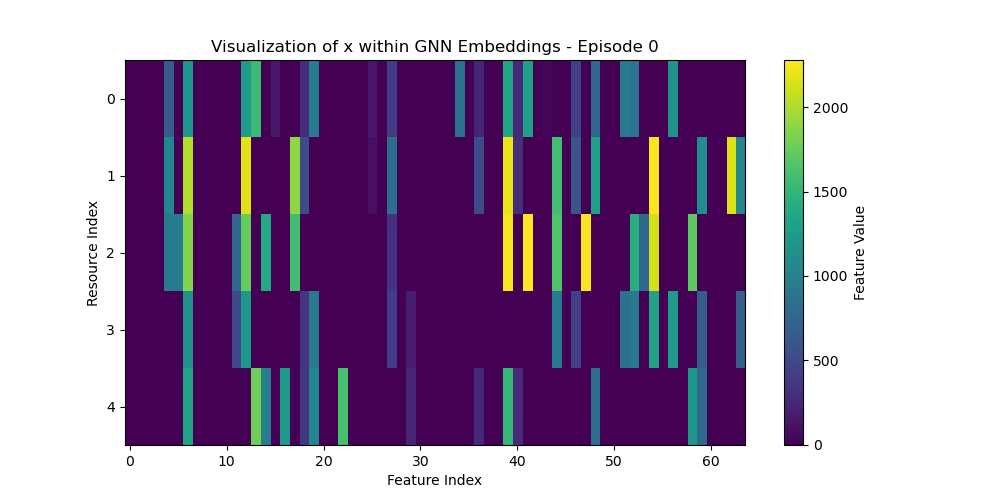 Visualization of x within GNN Embeddings - Episode 0
0
1
2
3
4
Resource Index
0 10 20 30 40 50 60
Feature Index
2000
1500
1000
500
0
Feature Value